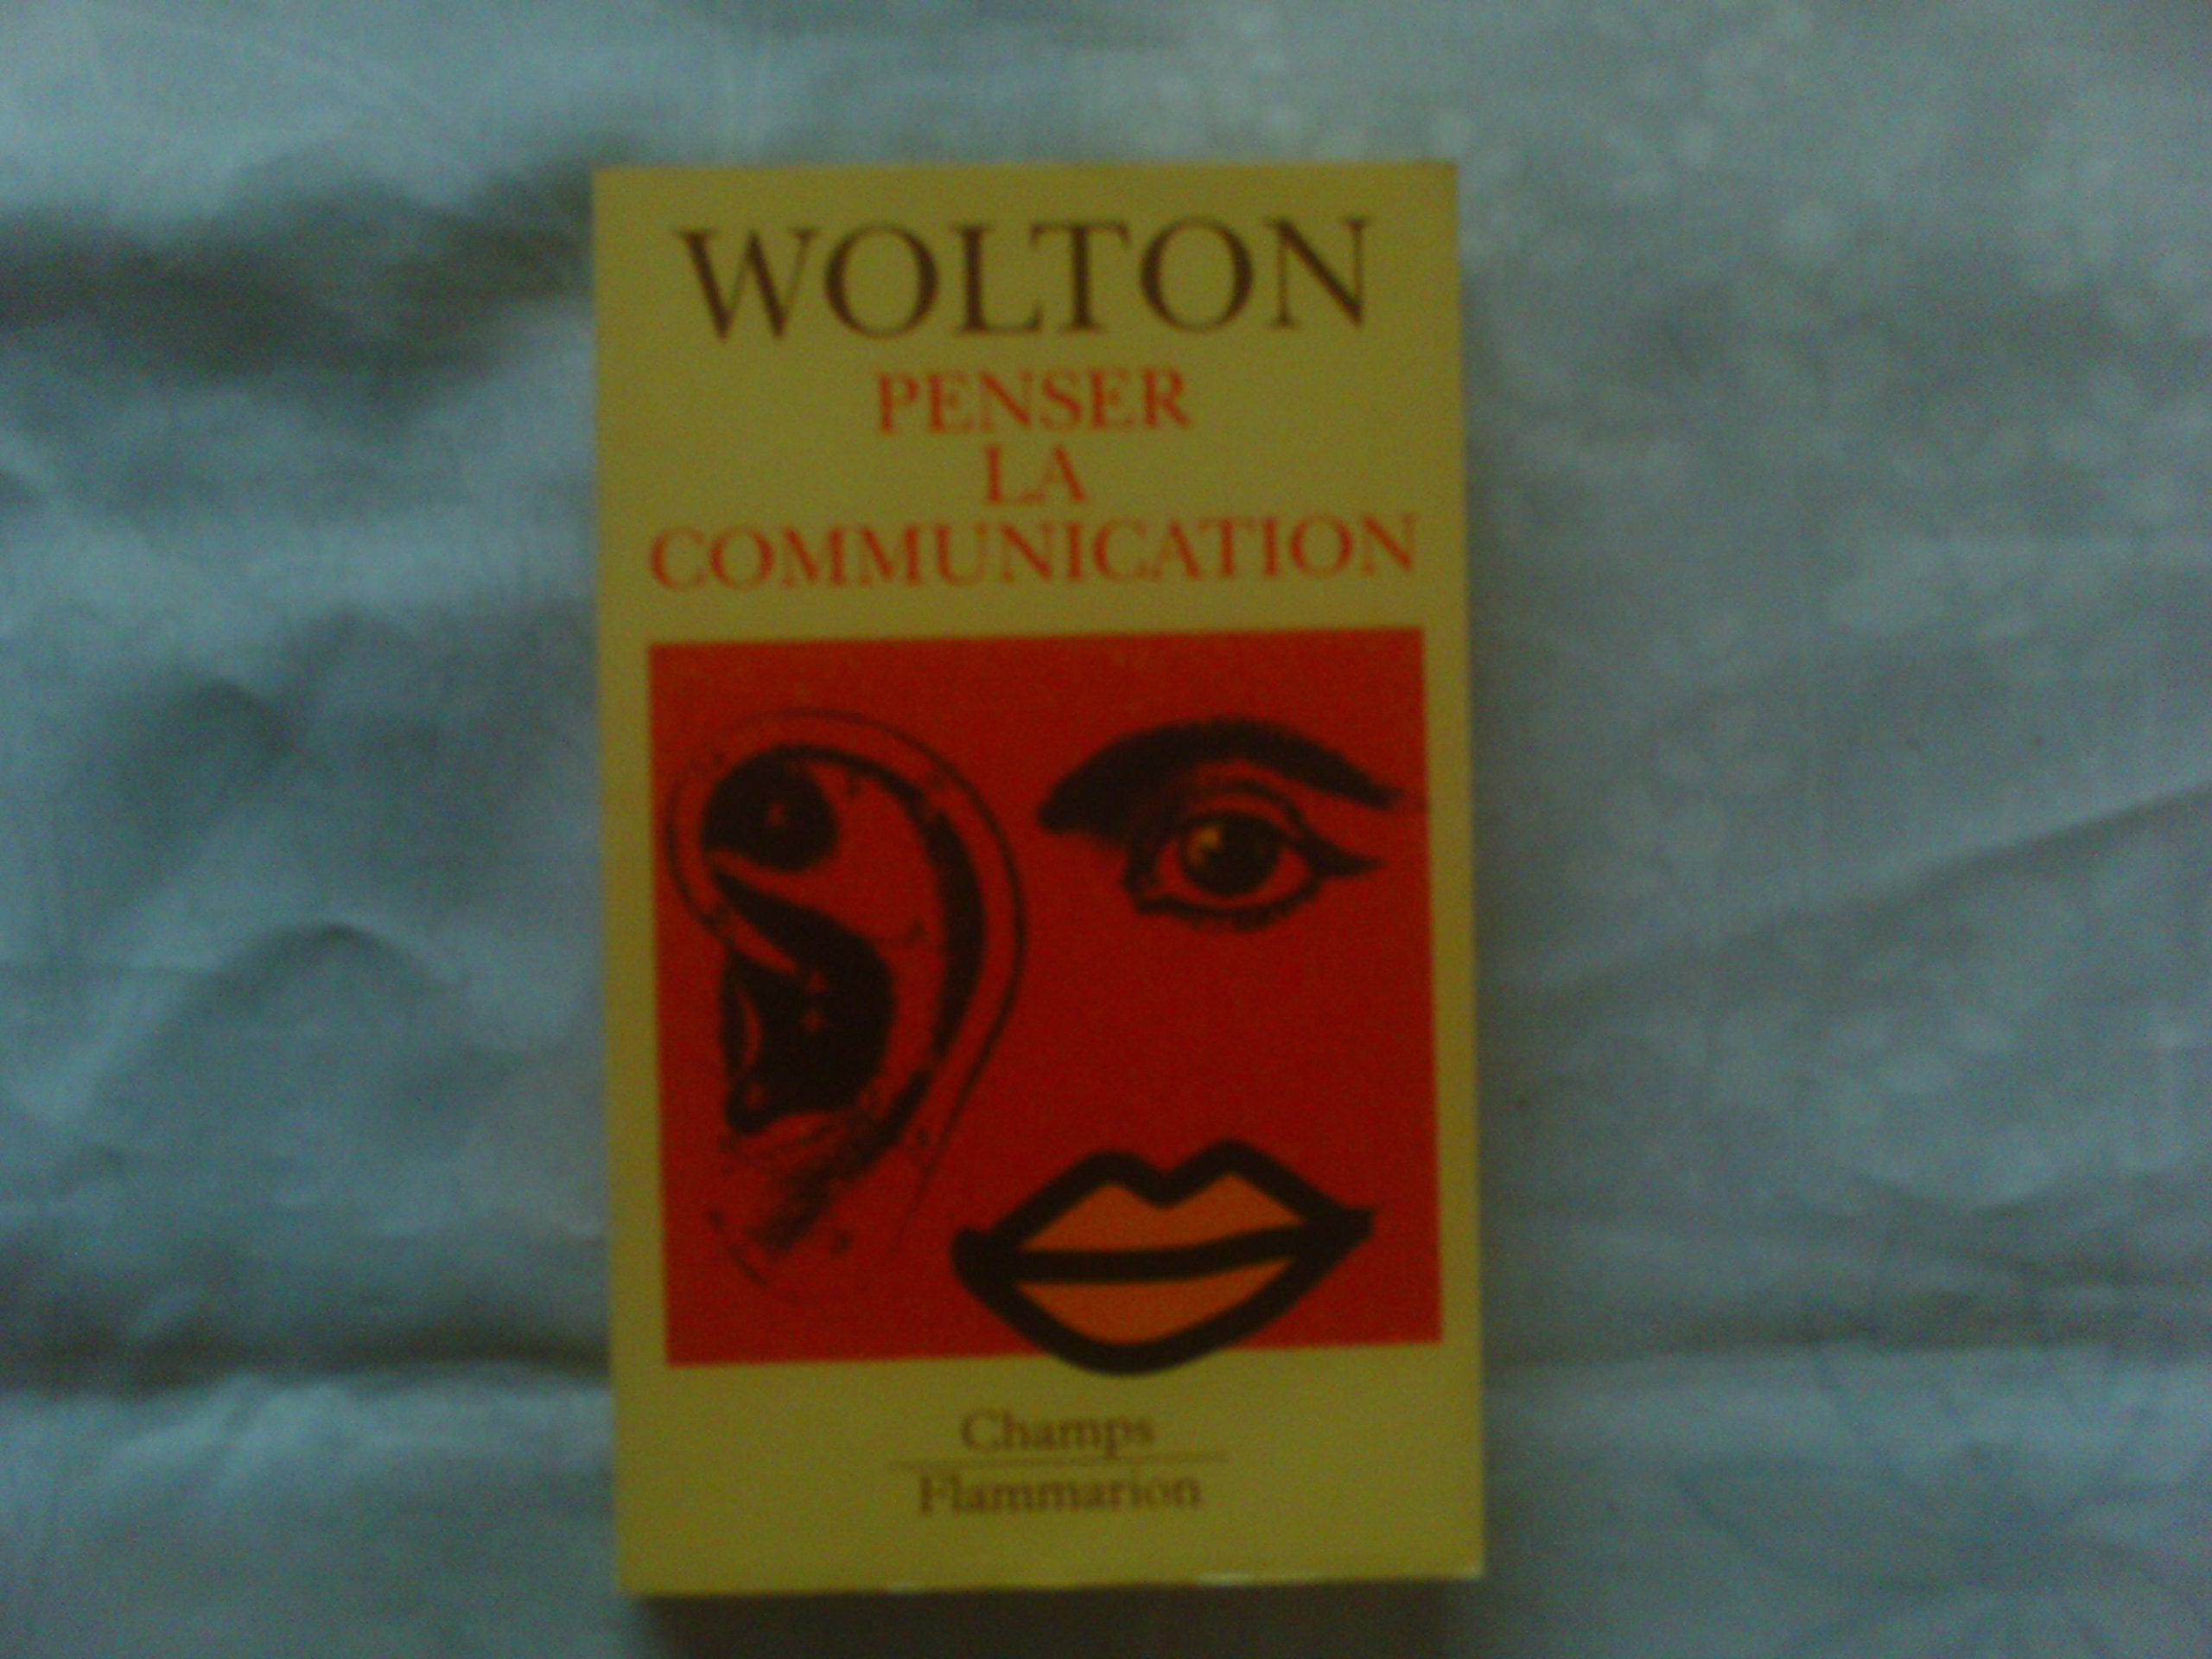 WOLTON
PENSER
LA
COMMUNICATION
Champs
Flammarion